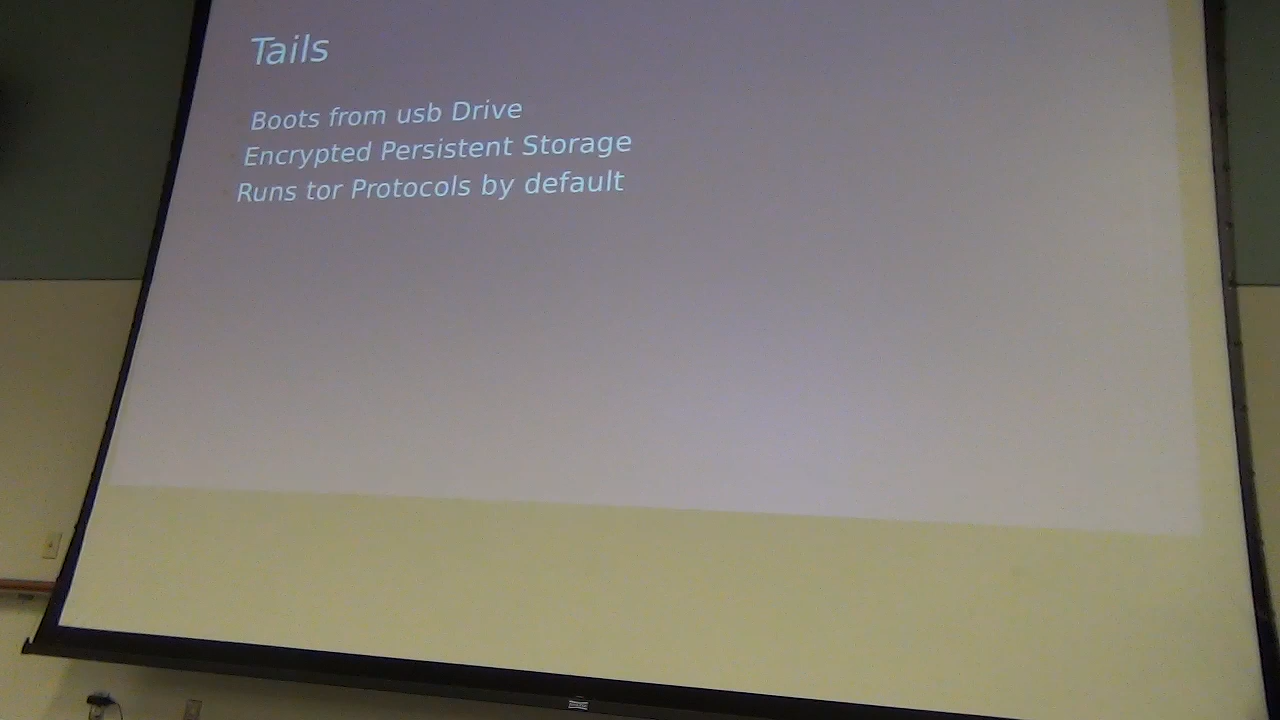 Tails
Boots from usb Drive
Encrypted Persistent Storage
Runs tor Protocols by default